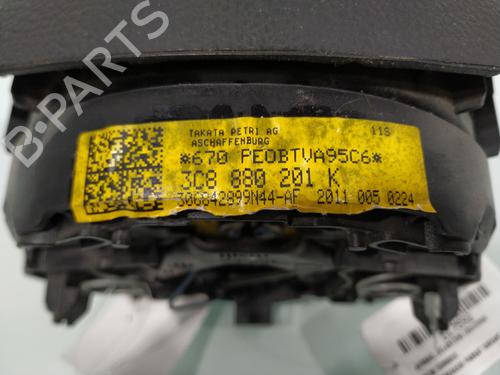 TAKATA PETRI AG 11S
ASCHAFFENBURG
*670 PE0BTVA95C6*
3C8 880 201 K
306842899N44-AF 2011 005 0224
B-PARTS